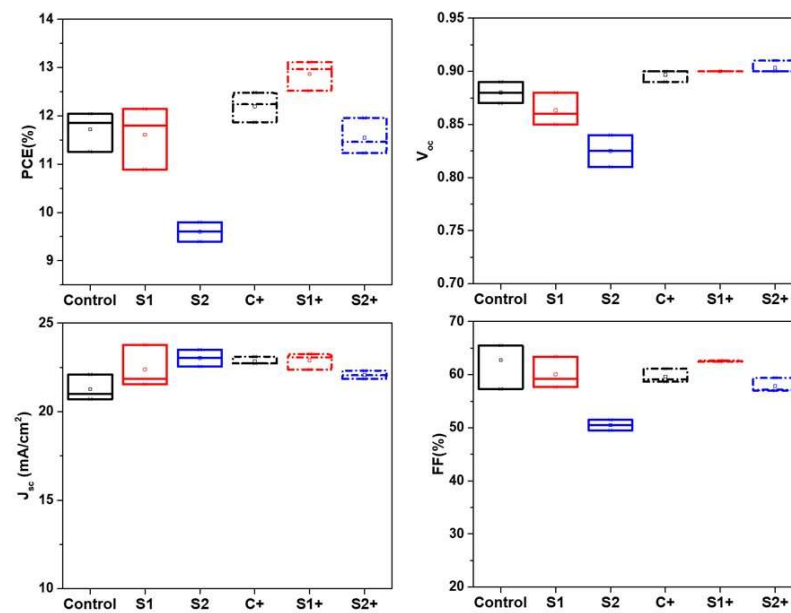 14
13
12
11
10
9
PCE(%)
Control S1 S2 C+ S1+ S2+
0.95
0.90
0.85
0.80
0.75
0.70
Voc
Control S1 S2 C+ S1+ S2+
25
20
15
10
Jsc (mA/cm²)
Control S1 S2 C+ S1+ S2+
70
60
50
40
30
20
FF(%)
Control S1 S2 C+ S1+ S2+